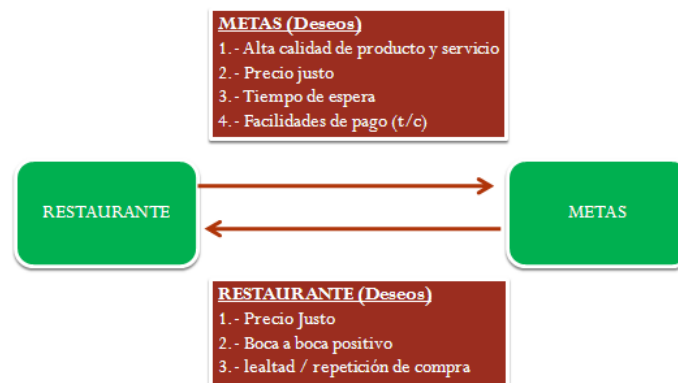 METAS (Deseos)
1.- Alta calidad de producto y servicio
2.- Precio justo
3.- Tiempo de espera
4.- Facilidades de pago (t/c)
RESTAURANTE
METAS
RESTAURANTE (Deseos)
1.- Precio Justo
2.- Boca a boca positivo
3.- lealtad / repetición de compra